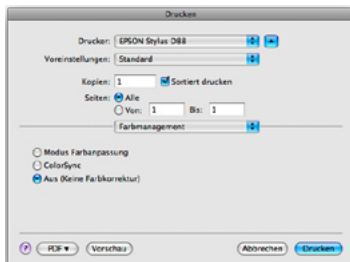 Drucken
Drucker: EPSON Stylus D88
Voreinstellungen: Standard
Kopien: 1 Sortiert drucken
Seiten: Alle
Von: 1 Bis: 1
Farbmanagement
Modus Farbanpassung
ColorSync
Aus (Keine Farbkorrektur)
? PDF Vorschau Abbrechen Drucken